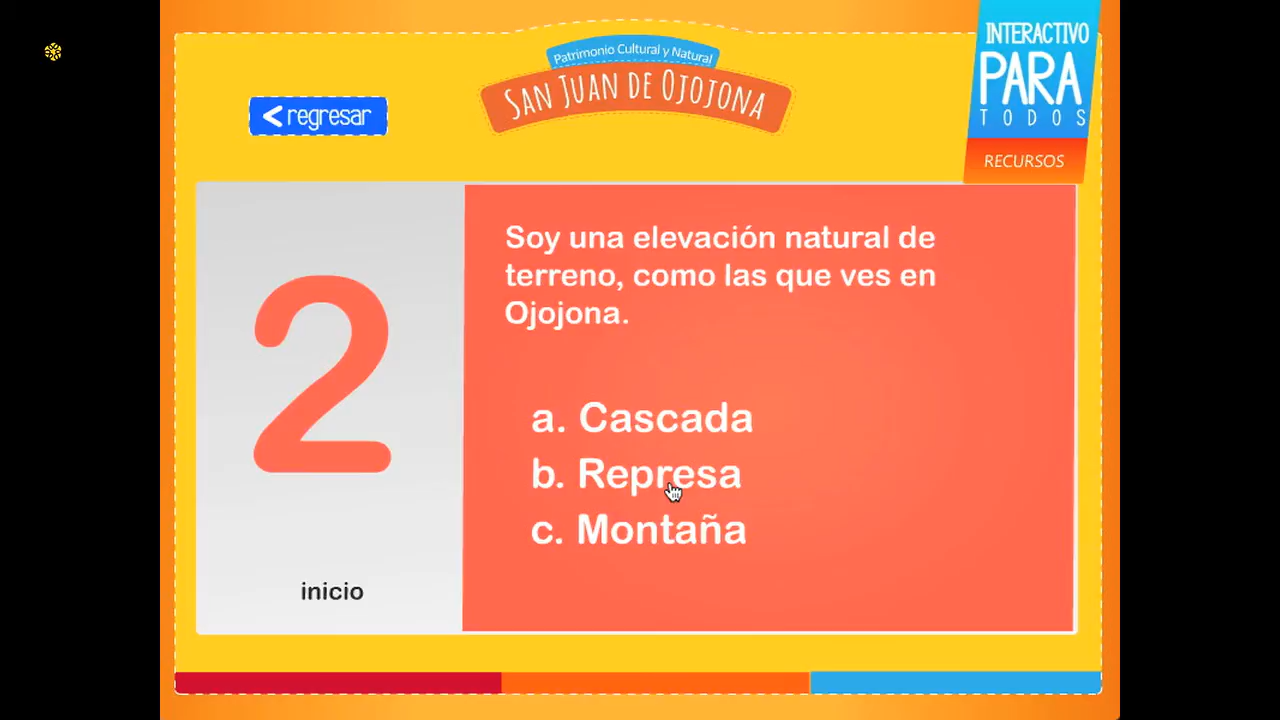 Patrimonio Cultural y Natural
SAN JUAN DE OJOJONA
INTERACTIVO
PARA
TODOS
RECURSOS
< regresar
2
inicio
Soy una elevación natural de
terreno, como las que ves en
Ojojona.
a. Cascada
b. Represa
c. Montaña